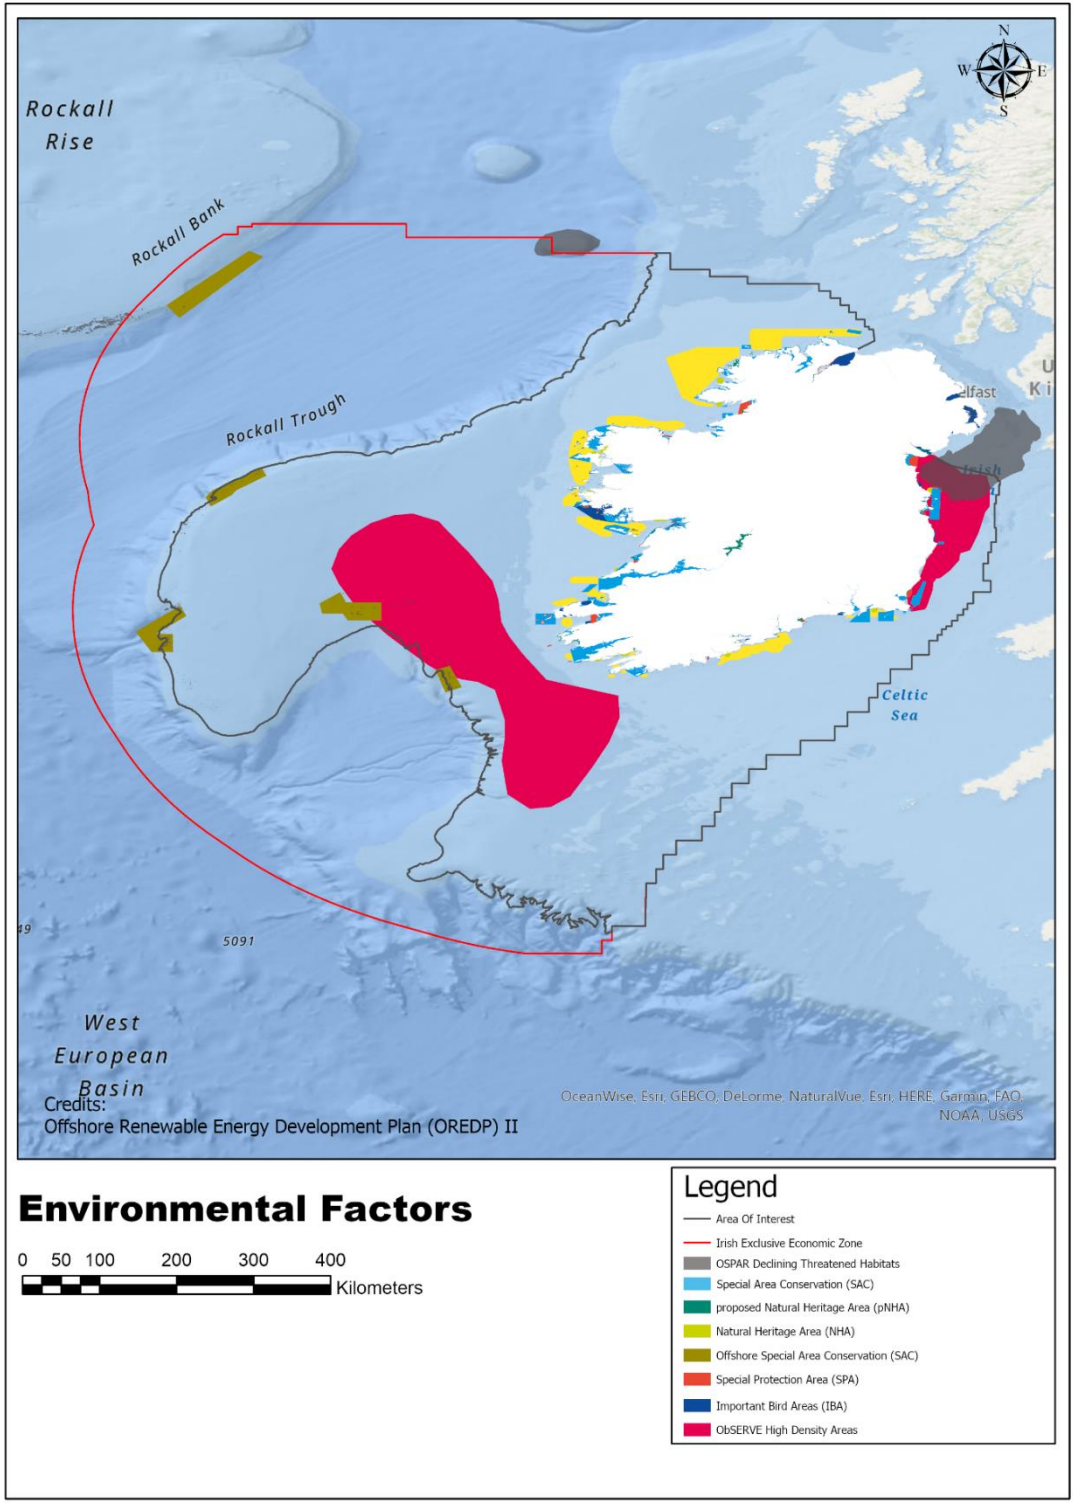 N
W E
S
Rockall
Rise
Rockall Bank
Rockall Trough
U
Ki
elfast
Irish
Celtic
Sea
49
5091
West
European
Basin
Credits:
Offshore Renewable Energy Development Plan (OREDP) II
OceanWise, Esri, GEBCO, DeLorme, NaturalVue, Esri, HERE, Garmin, FAO,
NOAA, USGS
Environmental Factors
0 50 100 200 300 400
Kilometers
Legend
Area Of Interest
Irish Exclusive Economic Zone
OSPAR Declining Threatened Habitats
Special Area Conservation (SAC)
proposed Natural Heritage Area (pNHA)
Natural Heritage Area (NHA)
Offshore Special Area Conservation (SAC)
Special Protection Area (SPA)
Important Bird Areas (IBA)
ObSERVE High Density Areas